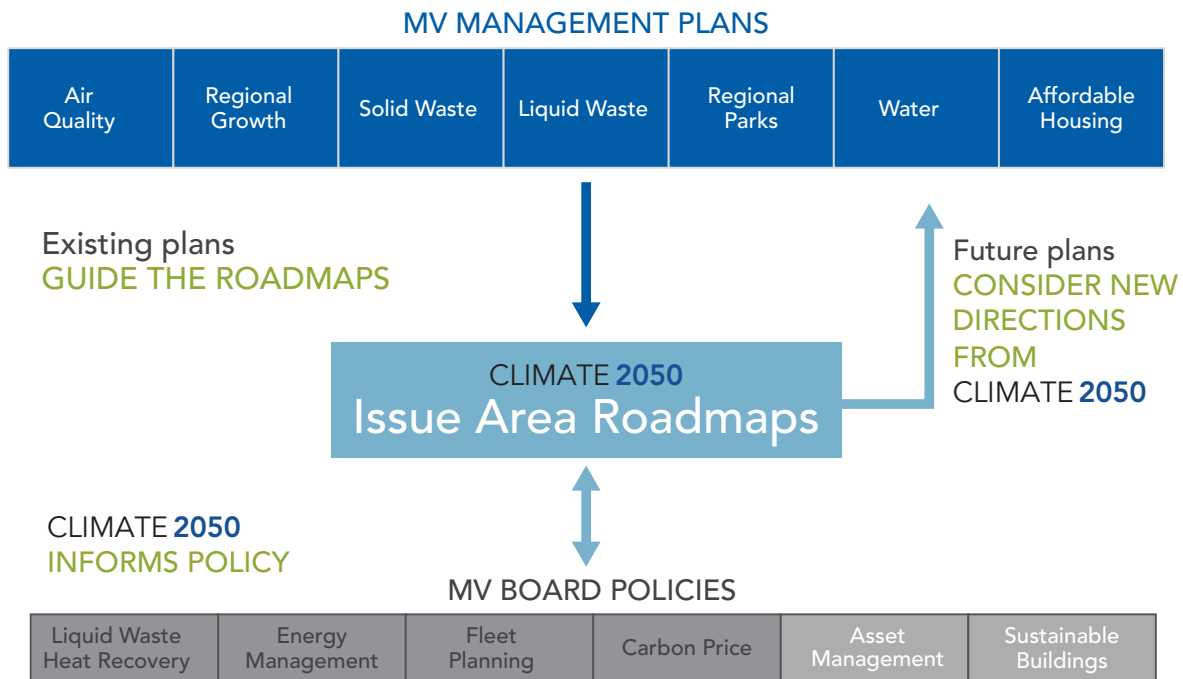 MV MANAGEMENT PLANS
Air
Quality
Regional
Growth
Solid Waste
Liquid Waste
Regional
Parks
Water
Affordable
Housing
Existing plans
GUIDE THE ROADMAPS
Future plans
CONSIDER NEW
DIRECTIONS
FROM
CLIMATE 2050
CLIMATE 2050
Issue Area Roadmaps
CLIMATE 2050
INFORMS POLICY
MV BOARD POLICIES
Liquid Waste
Heat Recovery
Energy
Management
Fleet
Planning
Carbon Price
Asset
Management
Sustainable
Buildings